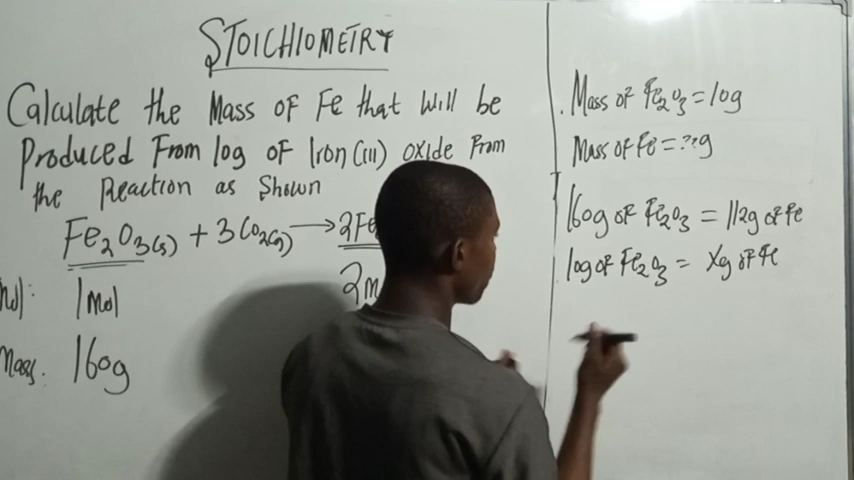 STOICHIOMETRY
Calculate the Mass of Fe that will be
Produced From 10g of Iron (III) oxide From
the Reaction as Shown
Fe₂O₃(s) + 3CO₂(g) → 2Fe
1mol
2m
Mass. 160g
Mass of Fe₂O₃ = 10g
Mass of Fe = ??g
160g of Fe₂O₃ = 112g of Fe
10g of Fe₂O₃ = Xg of Fe